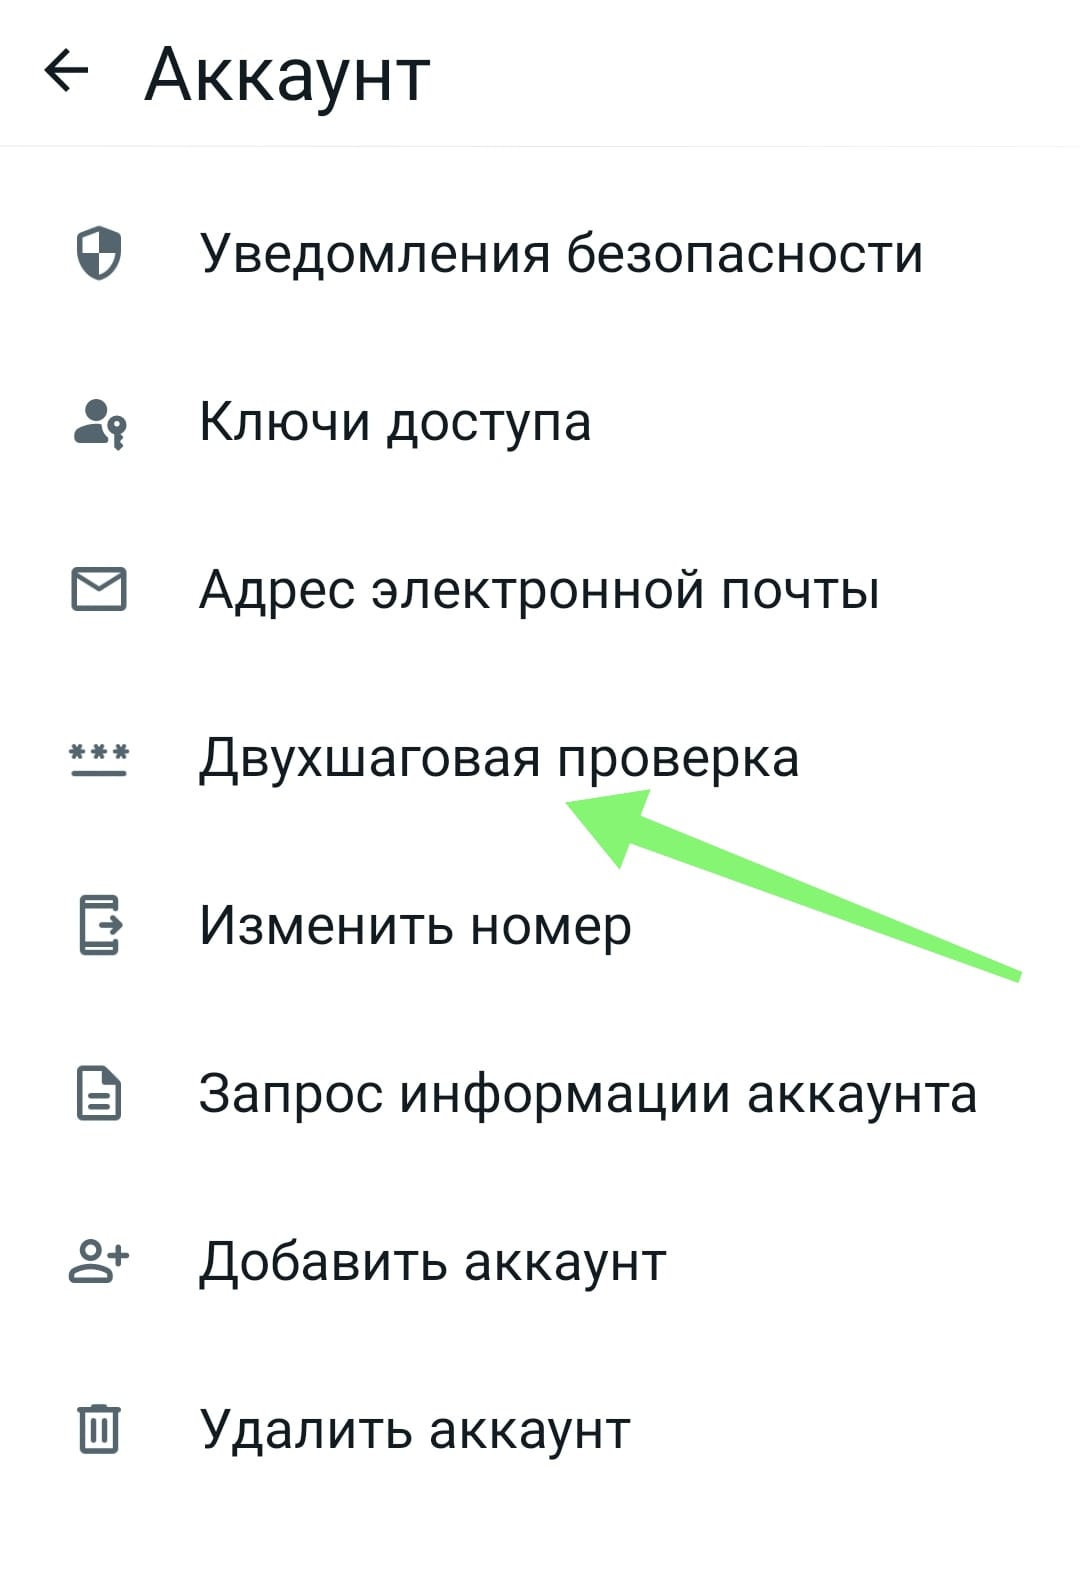 Аккаунт
Уведомления безопасности
Ключи доступа
Адрес электронной почты
Двухшаговая проверка
Изменить номер
Запрос информации аккаунта
Добавить аккаунт
Удалить аккаунт